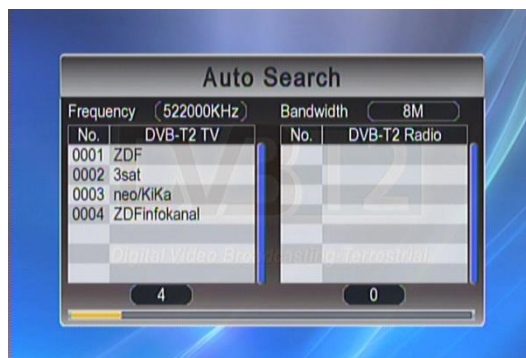 Auto Search
Frequency 522000KHz Bandwidth 8M
No. DVB-T2 TV No. DVB-T2 Radio
0001 ZDF
0002 3sat
0003 neo/KiKa
0004 ZDFinfokanal
Digital Video Broadcasting-Terrestrial
4 0